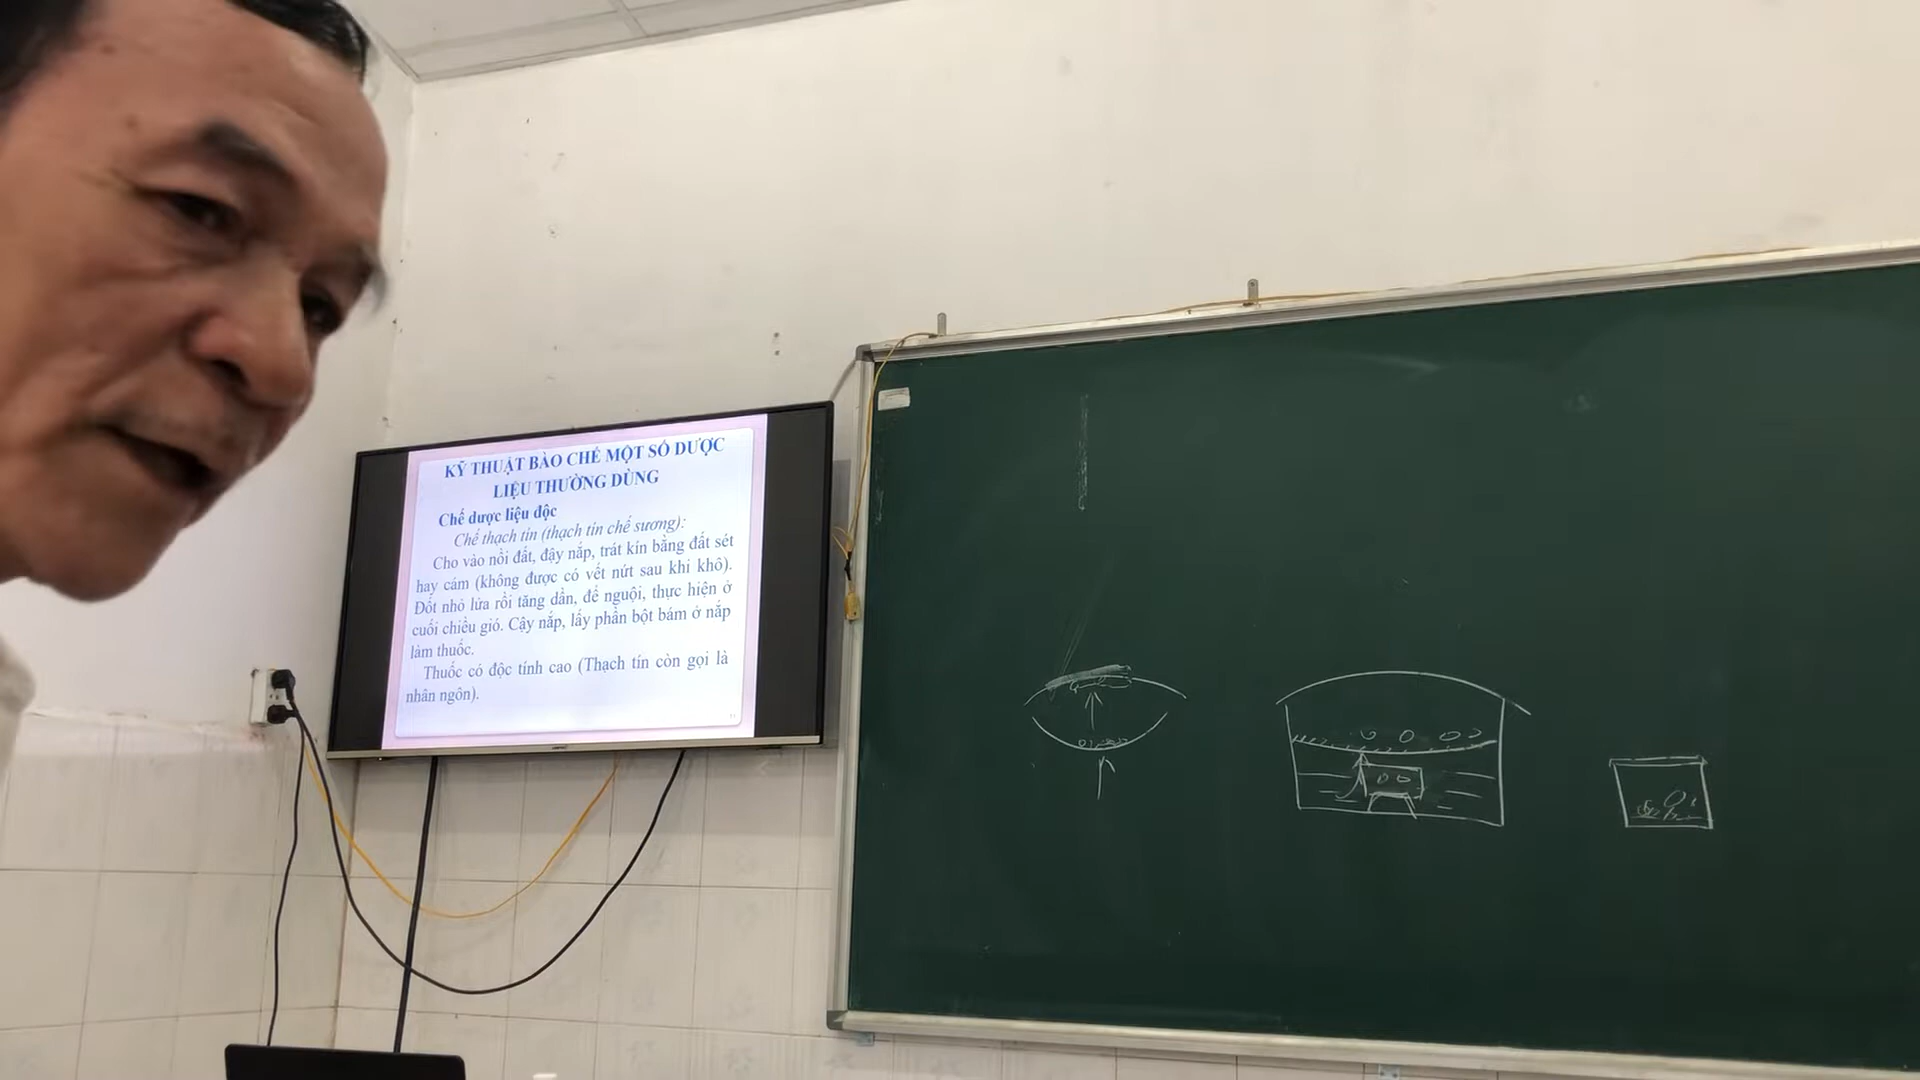 KỸ THUẬT BÀO CHẾ MỘT SỐ DƯỢC
LIỆU THƯỜNG DÙNG
Chế dược liệu độc
Chế thạch tín (thạch tín chế sương):
Cho vào nồi đất, đậy nắp, trát kín bằng đất sét
hay cám (không được có vết nứt sau khi khô).
Đốt nhỏ lửa rồi tăng dần, để nguội, thực hiện ở
cuối chiều gió. Cậy nắp, lấy phần bột bám ở nắp
làm thuốc.
Thuốc có độc tính cao (Thạch tín còn gọi là
nhân ngôn).